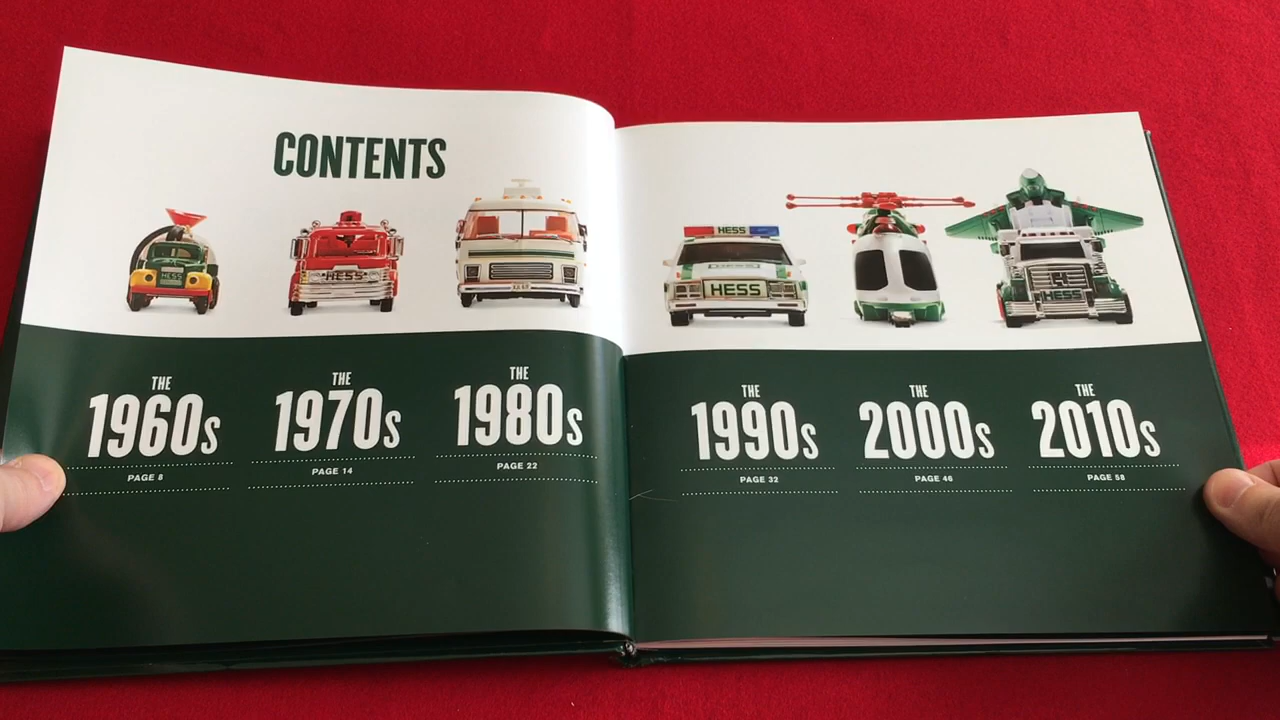 CONTENTS
HESS
HESS
HESS
HESS
HESS
THE
1960s
PAGE 8
THE
1970s
PAGE 14
THE
1980s
PAGE 22
THE
1990s
PAGE 32
THE
2000s
PAGE 46
THE
2010s
PAGE 58